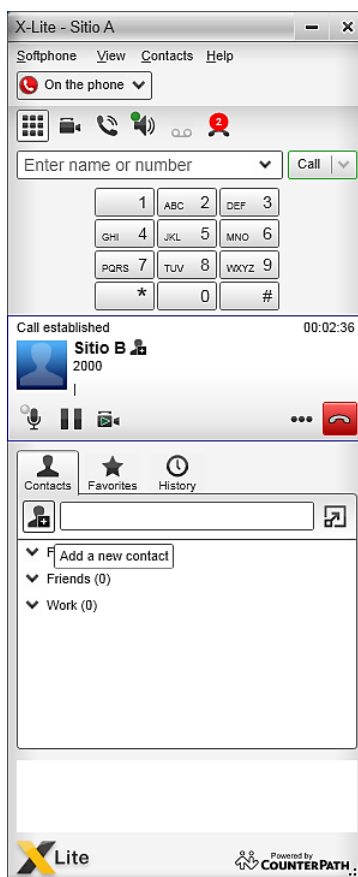 X-Lite - Sitio A
Softphone View Contacts Help
On the phone
2
Enter name or number Call
1 ABC 2 DEF 3
GHI 4 JKL 5 MNO 6
PQRS 7 TUV 8 WXYZ 9
* 0 #
Call established 00:02:36
Sitio B
2000
Contacts Favorites History
F
Add a new contact
Friends (0)
Work (0)
X Lite Powered by
COUNTERPATH